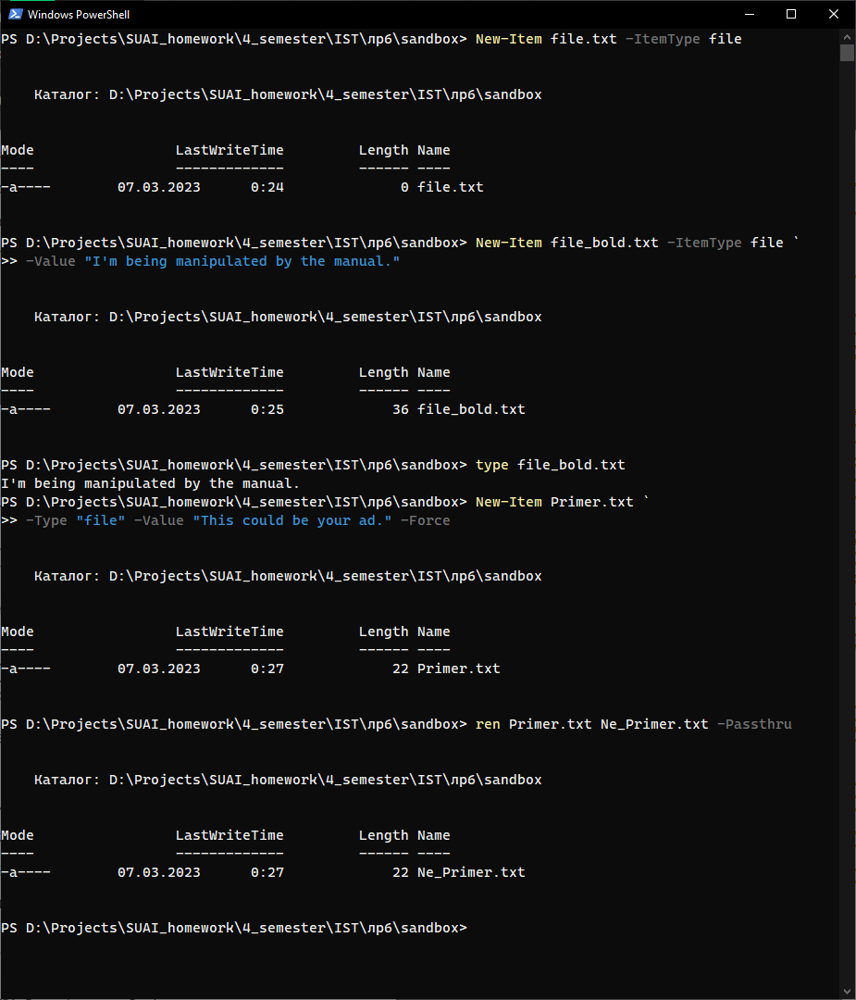 Windows PowerShell
PS D:\Projects\SUAI_homework\4_semester\IST\лр6\sandbox> New-Item file.txt -ItemType file
Каталог: D:\Projects\SUAI_homework\4_semester\IST\лр6\sandbox
Mode                 LastWriteTime         Length Name
----                 -------------         ------ ----
-a----        07.03.2023      0:24              0 file.txt
PS D:\Projects\SUAI_homework\4_semester\IST\лр6\sandbox> New-Item file_bold.txt -ItemType file `
>> -Value "I'm being manipulated by the manual."
Каталог: D:\Projects\SUAI_homework\4_semester\IST\лр6\sandbox
Mode                 LastWriteTime         Length Name
----                 -------------         ------ ----
-a----        07.03.2023      0:25             36 file_bold.txt
PS D:\Projects\SUAI_homework\4_semester\IST\лр6\sandbox> type file_bold.txt
I'm being manipulated by the manual.
PS D:\Projects\SUAI_homework\4_semester\IST\лр6\sandbox> New-Item Primer.txt `
>> -Type "file" -Value "This could be your ad." -Force
Каталог: D:\Projects\SUAI_homework\4_semester\IST\лр6\sandbox
Mode                 LastWriteTime         Length Name
----                 -------------         ------ ----
-a----        07.03.2023      0:27             22 Primer.txt
PS D:\Projects\SUAI_homework\4_semester\IST\лр6\sandbox> ren Primer.txt Ne_Primer.txt -Passthru
Каталог: D:\Projects\SUAI_homework\4_semester\IST\лр6\sandbox
Mode                 LastWriteTime         Length Name
----                 -------------         ------ ----
-a----        07.03.2023      0:27             22 Ne_Primer.txt
PS D:\Projects\SUAI_homework\4_semester\IST\лр6\sandbox>